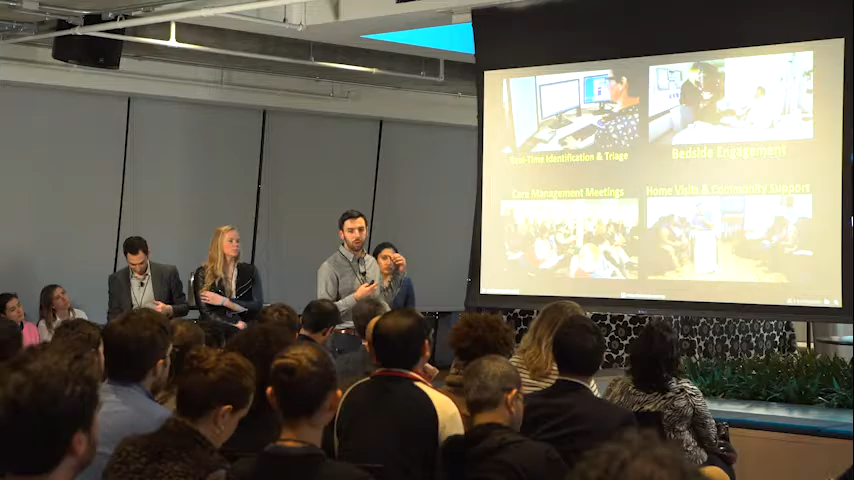 Real-Time Identification & Triage
Bedside Engagement
Care Management Meetings
Home Visits & Community Support